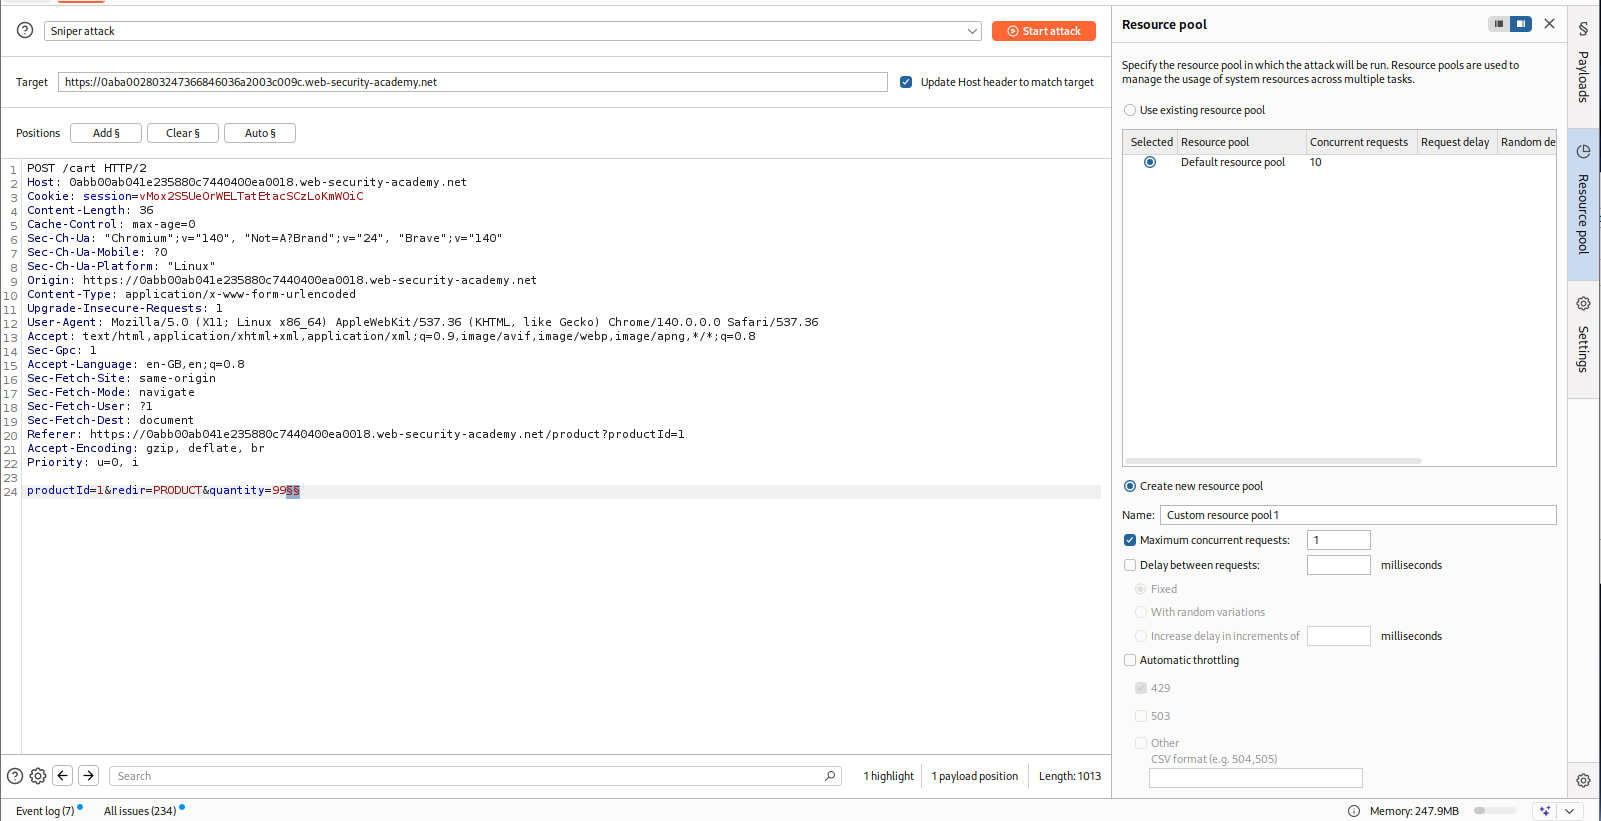 Sniper attack
Start attack
Target
https://0aba002803247366846036a2003c009c.web-security-academy.net
Update Host header to match target
Positions
Add §
Clear §
Auto §
1 POST /cart HTTP/2
2 Host: 0abb00ab041e235880c7440400ea0018.web-security-academy.net
3 Cookie: session=vMox2S5UeOrWELTatEtacSCzLoKmWOiC
4 Content-Length: 36
5 Cache-Control: max-age=0
6 Sec-Ch-Ua: "Chromium";v="140", "Not=A?Brand";v="24", "Brave";v="140"
7 Sec-Ch-Ua-Mobile: ?0
8 Sec-Ch-Ua-Platform: "Linux"
9 Origin: https://0abb00ab041e235880c7440400ea0018.web-security-academy.net
10 Content-Type: application/x-www-form-urlencoded
11 Upgrade-Insecure-Requests: 1
12 User-Agent: Mozilla/5.0 (X11; Linux x86_64) AppleWebKit/537.36 (KHTML, like Gecko) Chrome/140.0.0.0 Safari/537.36
13 Accept: text/html,application/xhtml+xml,application/xml;q=0.9,image/avif,image/webp,image/apng,*/*;q=0.8
14 Sec-Gpc: 1
15 Accept-Language: en-GB,en;q=0.8
16 Sec-Fetch-Site: same-origin
17 Sec-Fetch-Mode: navigate
18 Sec-Fetch-User: ?1
19 Sec-Fetch-Dest: document
20 Referer: https://0abb00ab041e235880c7440400ea0018.web-security-academy.net/product?productId=1
21 Accept-Encoding: gzip, deflate, br
22 Priority: u=0, i
23
24 productId=1&redir=PRODUCT&quantity=99§§
Search
1 highlight
1 payload position
Length: 1013
Event log (7)
All issues (234)
Memory: 247.9MB
Resource pool
Specify the resource pool in which the attack will be run. Resource pools are used to
manage the usage of system resources across multiple tasks.
Use existing resource pool
Selected Resource pool Concurrent requests Request delay Random de
Default resource pool 10
Create new resource pool
Name: Custom resource pool 1
Maximum concurrent requests: 1
Delay between requests: milliseconds
Fixed
With random variations
Increase delay in increments of milliseconds
Automatic throttling
429
503
Other
CSV format (e.g. 504,505)
§
Payloads
Resource pool
Settings